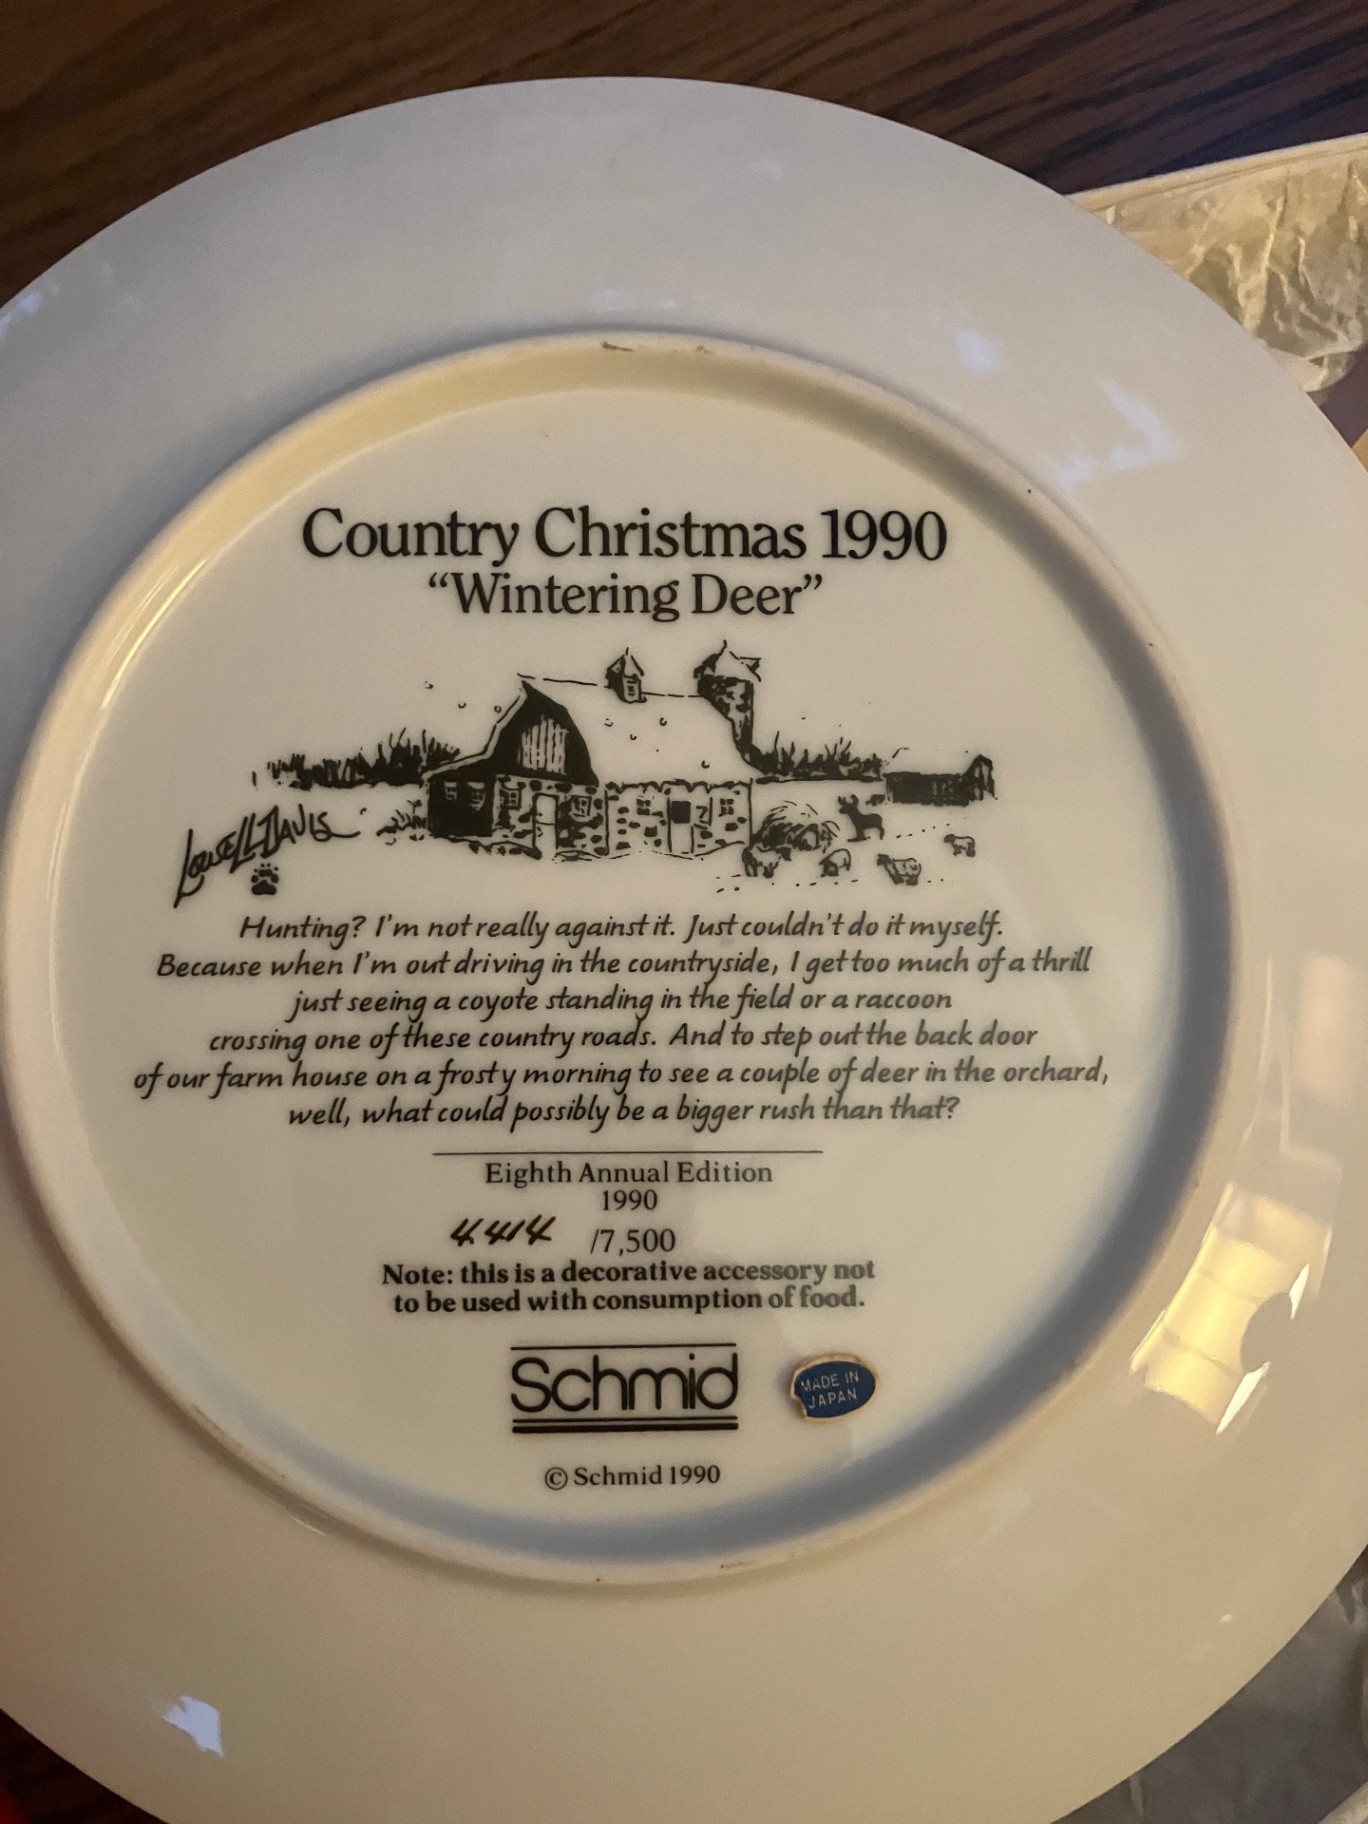 Country Christmas 1990
“Wintering Deer”
Lowell Davis
Hunting? I'm not really against it. Just couldn't do it myself.
Because when I'm out driving in the countryside, I get too much of a thrill
just seeing a coyote standing in the field or a raccoon
crossing one of these country roads. And to step out the back door
of our farm house on a frosty morning to see a couple of deer in the orchard,
well, what could possibly be a bigger rush than that?
Eighth Annual Edition
1990
4414 /7,500
Note: this is a decorative accessory not
to be used with consumption of food.
Schmid
MADE IN
JAPAN
© Schmid 1990